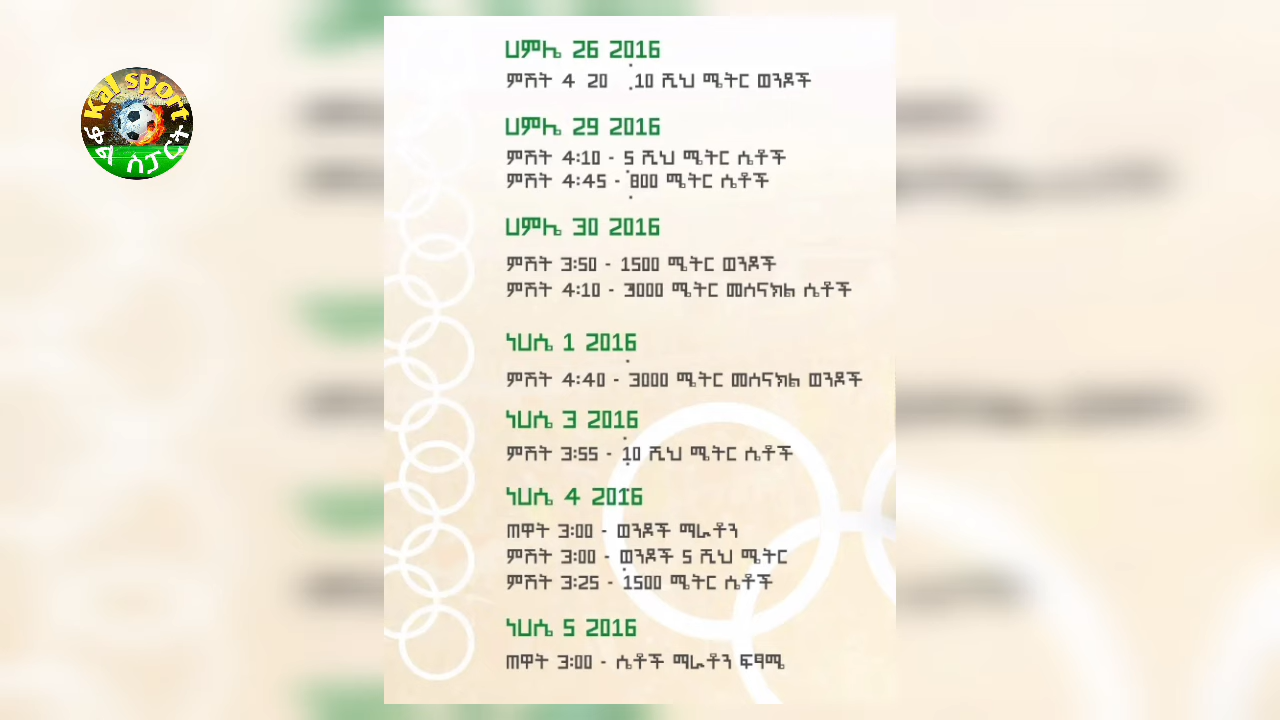 Kal sport
ቃል ስፖርት
ሀምሌ 26 2016
ምሽት 4 20 10 ሺህ ሜትር ወንዶች
ሀምሌ 29 2016
ምሽት 4:10 - 5 ሺህ ሜትር ሴቶች
ምሽት 4:45 - 800 ሜትር ሴቶች
ሀምሌ 30 2016
ምሽት 3:50 - 1500 ሜትር ወንዶች
ምሽት 4:10 - 3000 ሜትር መሰናክል ሴቶች
ነሀሴ 1 2016
ምሽት 4:40 - 3000 ሜትር መሰናክል ወንዶች
ነሀሴ 3 2016
ምሽት 3:55 - 10 ሺህ ሜትር ሴቶች
ነሀሴ 4 2016
ጠዋት 3:00 - ወንዶች ማራቶን
ምሽት 3:00 - ወንዶች 5 ሺህ ሜትር
ምሽት 3:25 - 1500 ሜትር ሴቶች
ነሀሴ 5 2016
ጠዋት 3:00 - ሴቶች ማራቶን ፍፃሜ